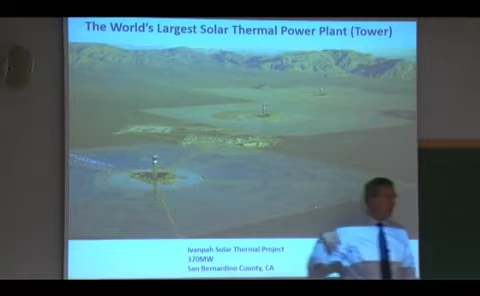 The World's Largest Solar Thermal Power Plant (Tower)
Ivanpah Solar Thermal Project
370MW
San Bernardino County, CA